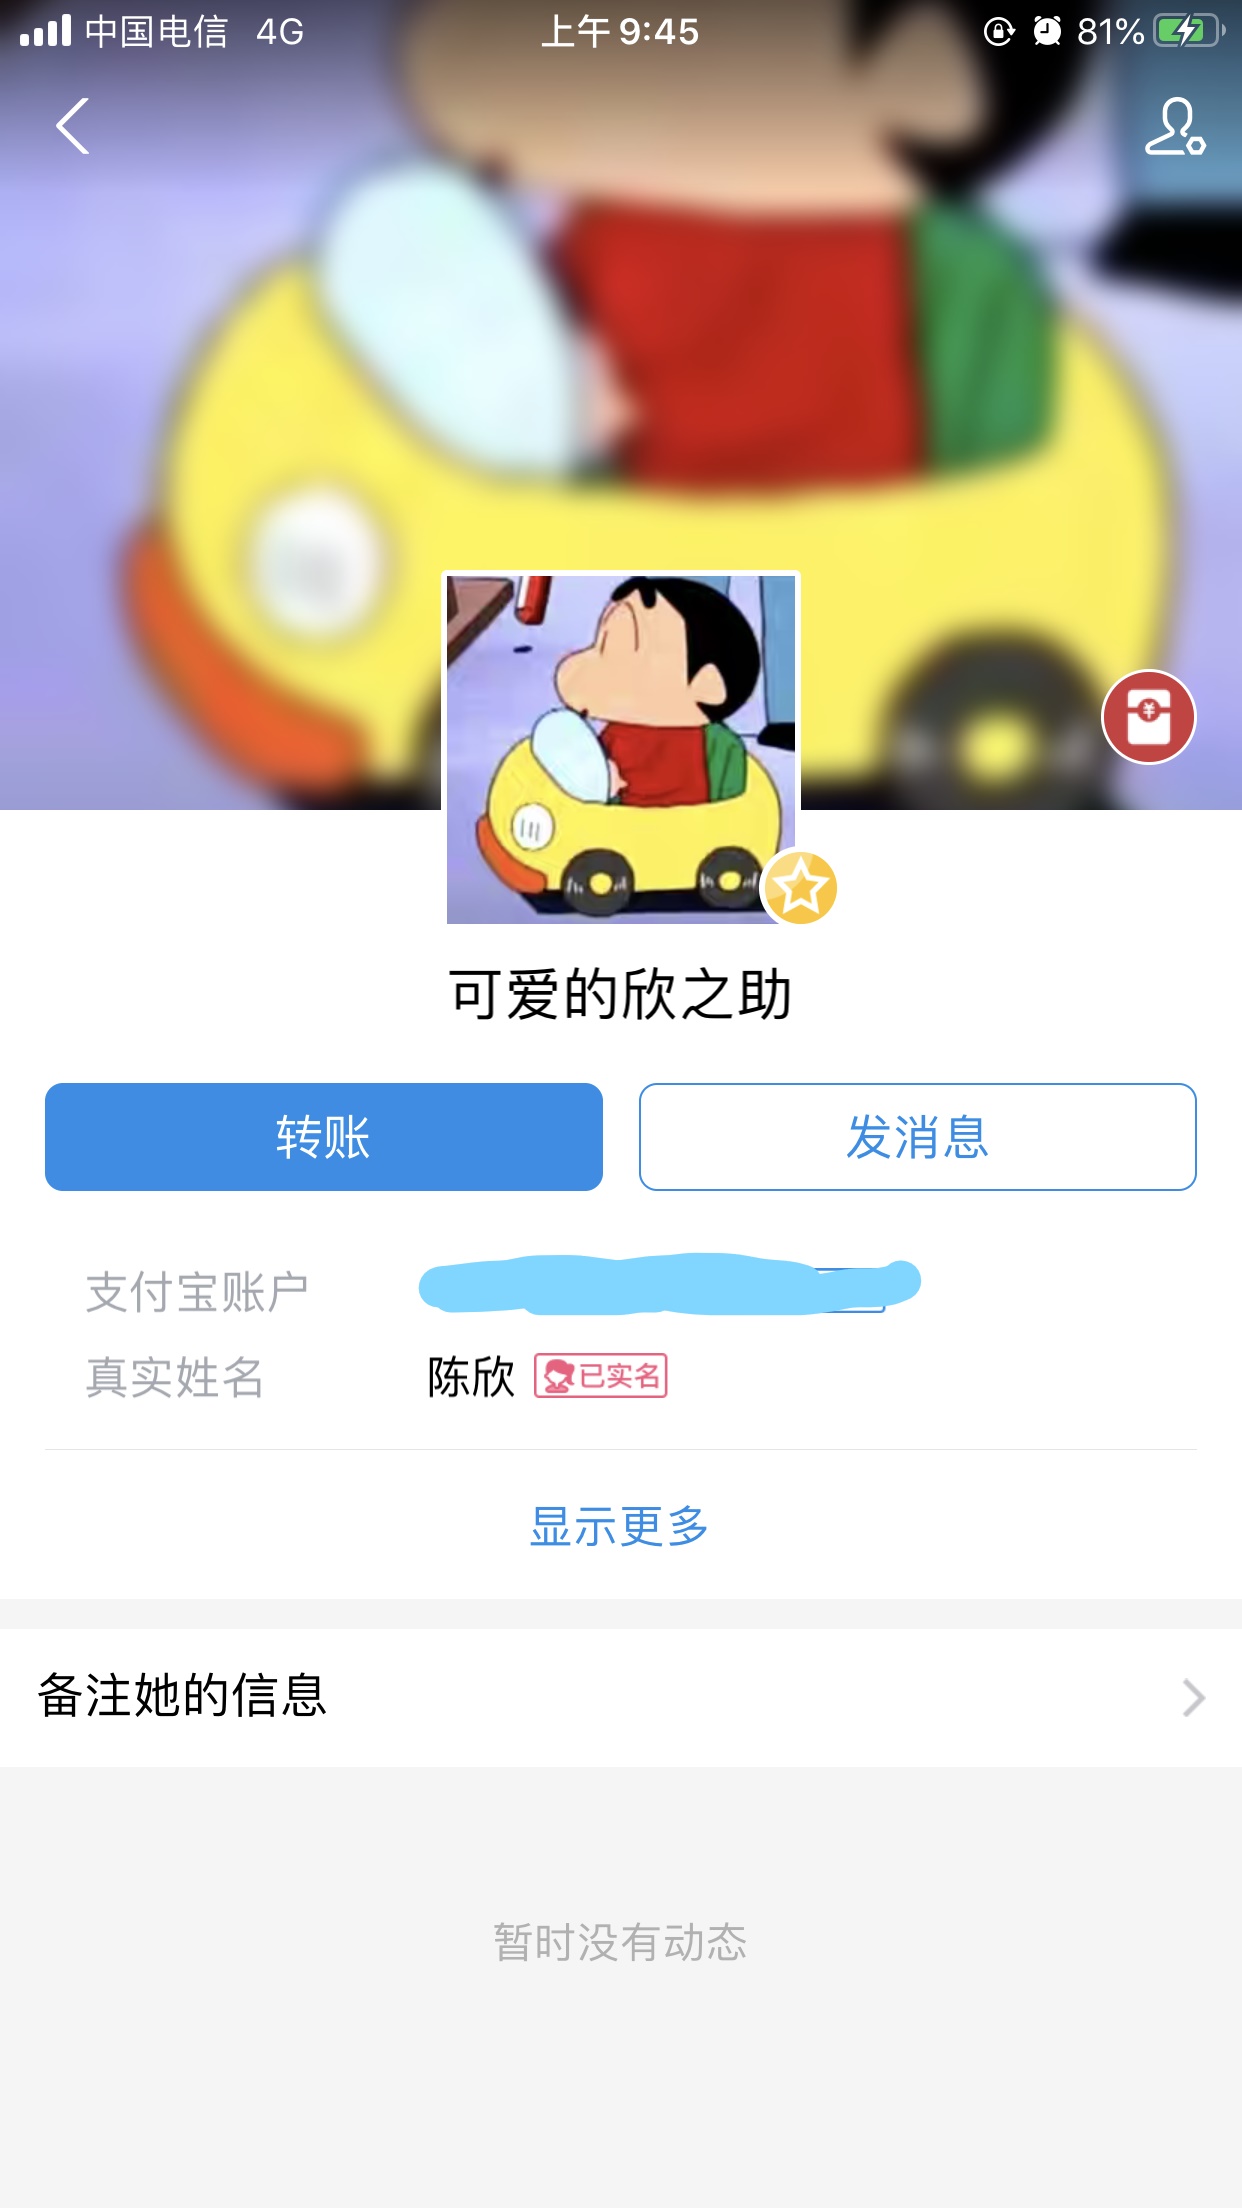 中国电信 4G 上午9:45 81%
可爱的欣之助
转账 发消息
支付宝账户
真实姓名 陈欣 已实名
显示更多
备注她的信息
暂时没有动态